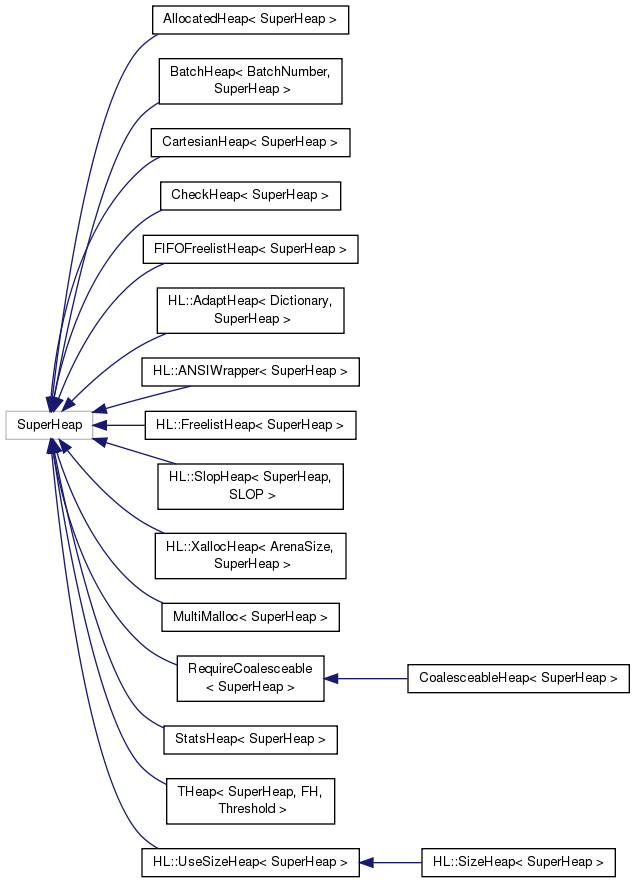 AllocatedHeap< SuperHeap >
BatchHeap< BatchNumber,
SuperHeap >
CartesianHeap< SuperHeap >
CheckHeap< SuperHeap >
FIFOFreelistHeap< SuperHeap >
HL::AdaptHeap< Dictionary,
SuperHeap >
HL::ANSIWrapper< SuperHeap >
SuperHeap
HL::FreelistHeap< SuperHeap >
HL::SlopHeap< SuperHeap,
SLOP >
HL::XallocHeap< ArenaSize,
SuperHeap >
MultiMalloc< SuperHeap >
RequireCoalesceable
< SuperHeap >
CoalesceableHeap< SuperHeap >
StatsHeap< SuperHeap >
THeap< SuperHeap, FH,
Threshold >
HL::UseSizeHeap< SuperHeap >
HL::SizeHeap< SuperHeap >